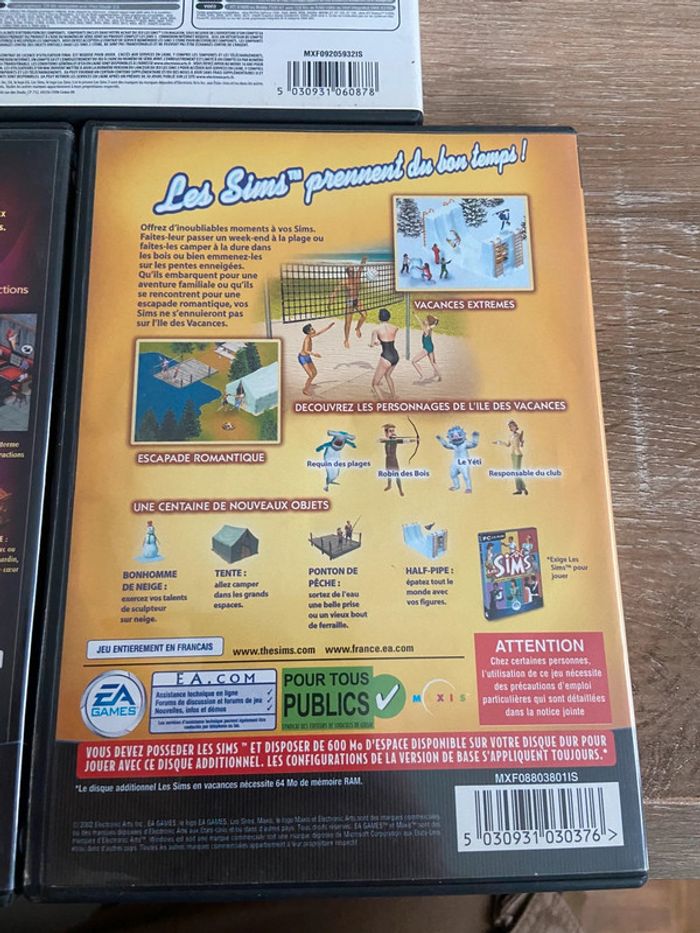 MXF09205932IS
5 030931 060878
ctions
Les Sims™ prennent du bon temps !
Offrez d'inoubliables moments à vos Sims.
Faites-leur passer un week-end à la plage ou
faites-les camper à la dure dans
les bois ou bien emmenez-les
sur les pentes enneigées.
Qu'ils embarquent pour une
aventure familiale ou qu'ils
se rencontrent pour une
escapade romantique, vos
Sims ne s'ennuieront pas
sur l'Ile des Vacances.
VACANCES EXTREMES
ESCAPADE ROMANTIQUE
DECOUVREZ LES PERSONNAGES DE L'ILE DES VACANCES
Requin des plages
Robin des Bois
Le Yéti
Responsable du club
UNE CENTAINE DE NOUVEAUX OBJETS
BONHOMME
DE NEIGE :
exercez vos talents
de sculpteur
sur neige.
TENTE :
allez camper
dans les grands
espaces.
PONTON DE
PÊCHE :
sortez de l'eau
une belle prise
ou un vieux bout
de ferraille.
HALF-PIPE :
épatez tout le
monde avec
vos figures.
Les SIMS
*Exige Les
Sims™ pour
jouer
JEU ENTIEREMENT EN FRANCAIS
www.thesims.com www.france.ea.com
EA
GAMES
EA.COM
Assistance technique en ligne
Forums de discussion et forums de jeu
Nouvelles, infos et démos
POUR TOUS
PUBLICS
SYNDICAT DES EDITEURS DE LOGICIELS DE LOISIRS
MAXIS
ATTENTION
Chez certaines personnes,
l'utilisation de ce jeu nécessite
des précautions d'emploi
particulières qui sont détaillées
dans la notice jointe
VOUS DEVEZ POSSEDER LES SIMS™ ET DISPOSER DE 600 Mo D'ESPACE DISPONIBLE SUR VOTRE DISQUE DUR POUR
JOUER AVEC CE DISQUE ADDITIONNEL. LES CONFIGURATIONS DE LA VERSION DE BASE S'APPLIQUENT TOUJOURS.*
*Le disque additionnel Les Sims en vacances nécessite 64 Mo de mémoire RAM.
MXF08803801IS
5 030931 030376 >